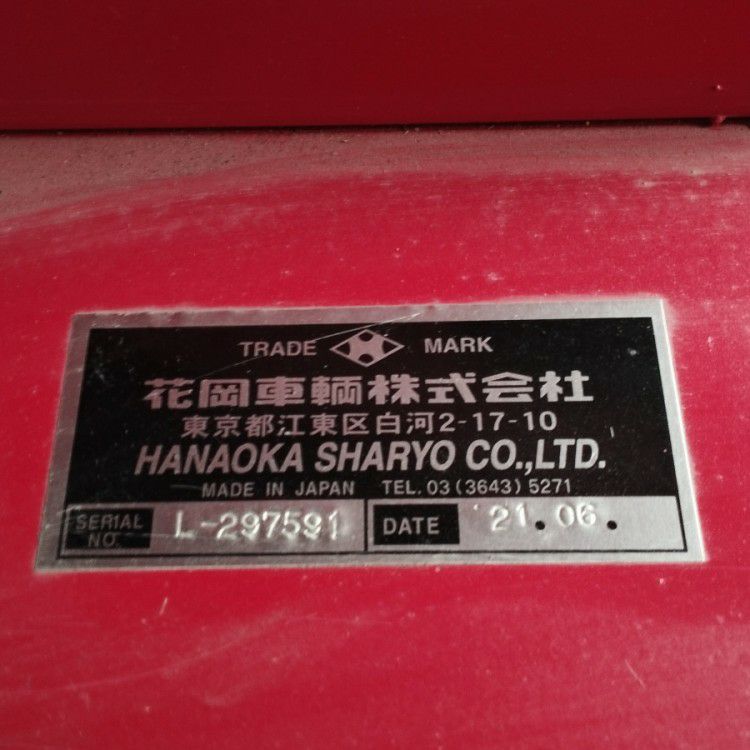 TRADE MARK
花岡車輌株式会社
東京都江東区白河2-17-10
HANAOKA SHARYO CO.,LTD.
MADE IN JAPAN TEL. 03 (3643) 5271
SERIAL NO. L-297591 DATE 21.06.